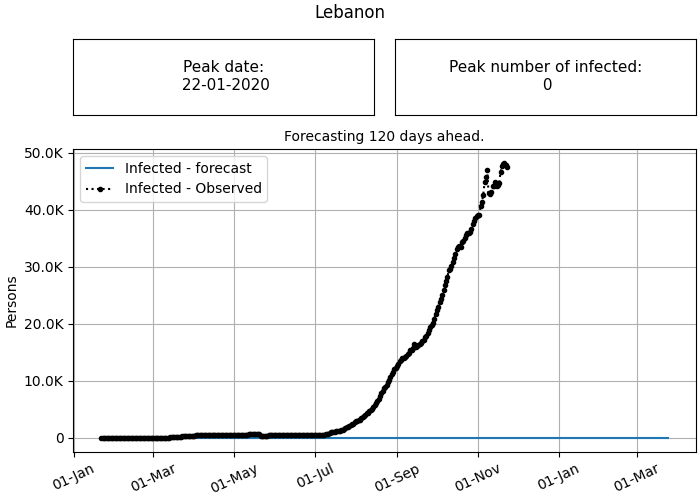 Lebanon
Peak date:
22-01-2020
Peak number of infected:
0
Forecasting 120 days ahead.
Infected - forecast
Infected - Observed
Persons
50.0K
40.0K
30.0K
20.0K
10.0K
0
01-Jan
01-Mar
01-May
01-Jul
01-Sep
01-Nov
01-Jan
01-Mar